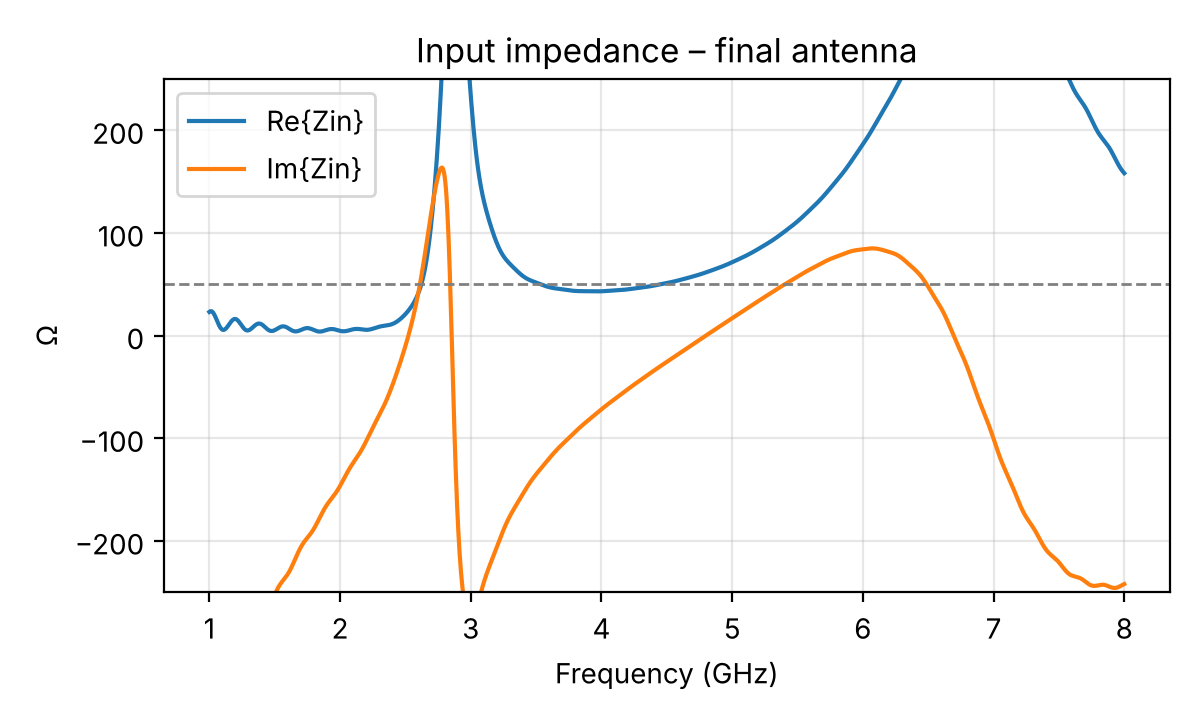 Input impedance – final antenna
Re{Zin}
Im{Zin}
Ω
200
100
0
−100
−200
1 2 3 4 5 6 7 8
Frequency (GHz)